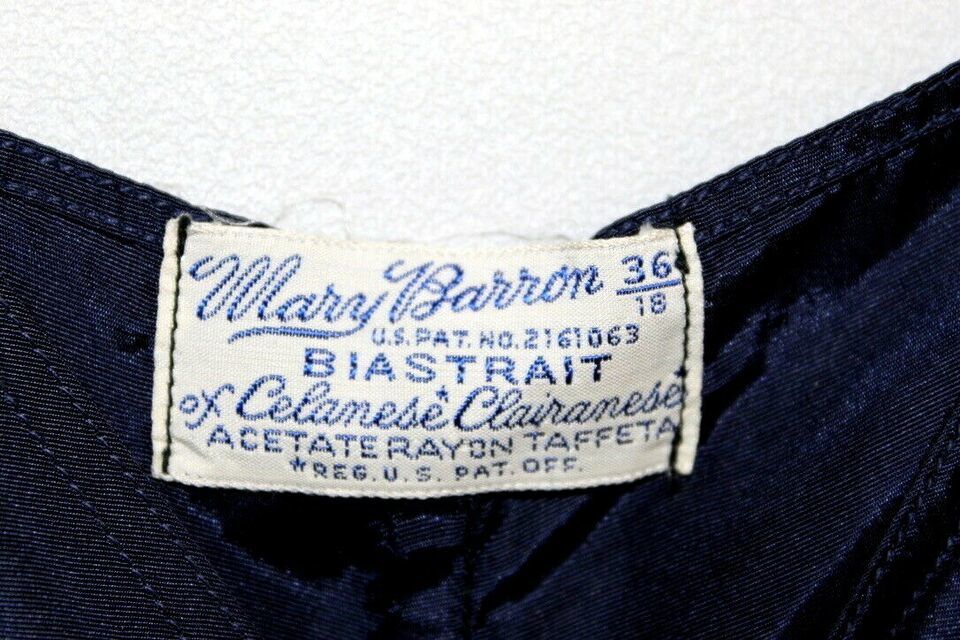 Mary Barron 36/18
U.S. PAT. NO. 2161063
BIASTRAIT
of Celanese* Clairanese*
ACETATE RAYON TAFFETA
*REG. U.S. PAT. OFF.